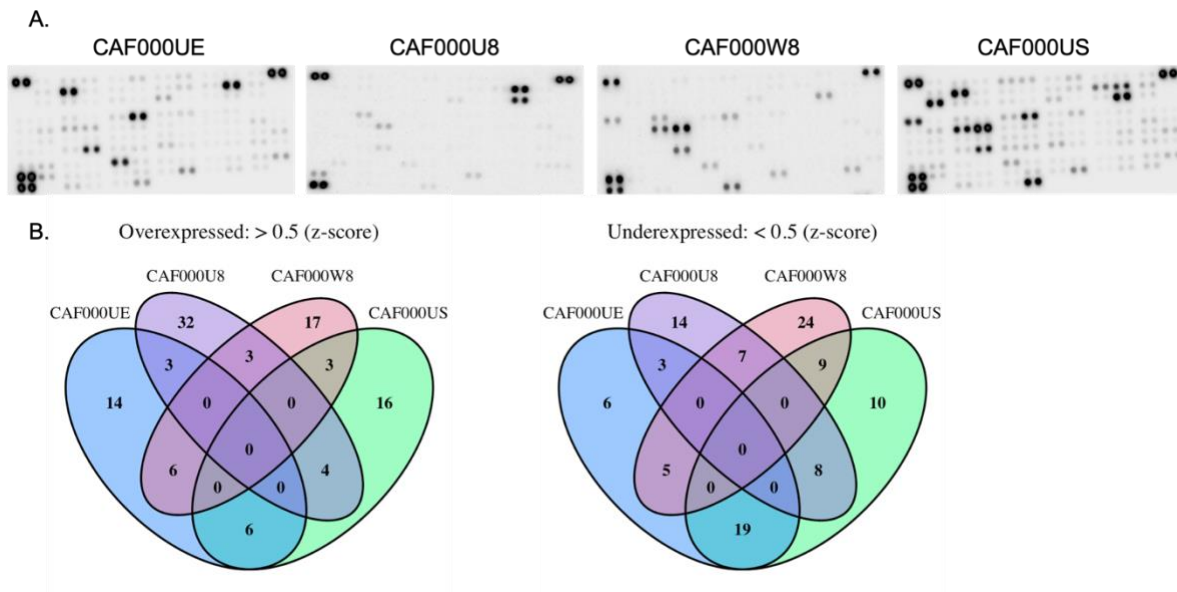 A.
CAF000UE CAF000U8 CAF000W8 CAF000US
B.
Overexpressed: > 0.5 (z-score)
CAF000U8 CAF000W8
CAF000UE CAF000US
32 17
3 3 3
14 0 0 16
0
6 0 0 4
6
Underexpressed: < 0.5 (z-score)
CAF000U8 CAF000W8
CAF000UE CAF000US
14 24
3 7 9
6 0 0 10
0
5 0 0 8
19